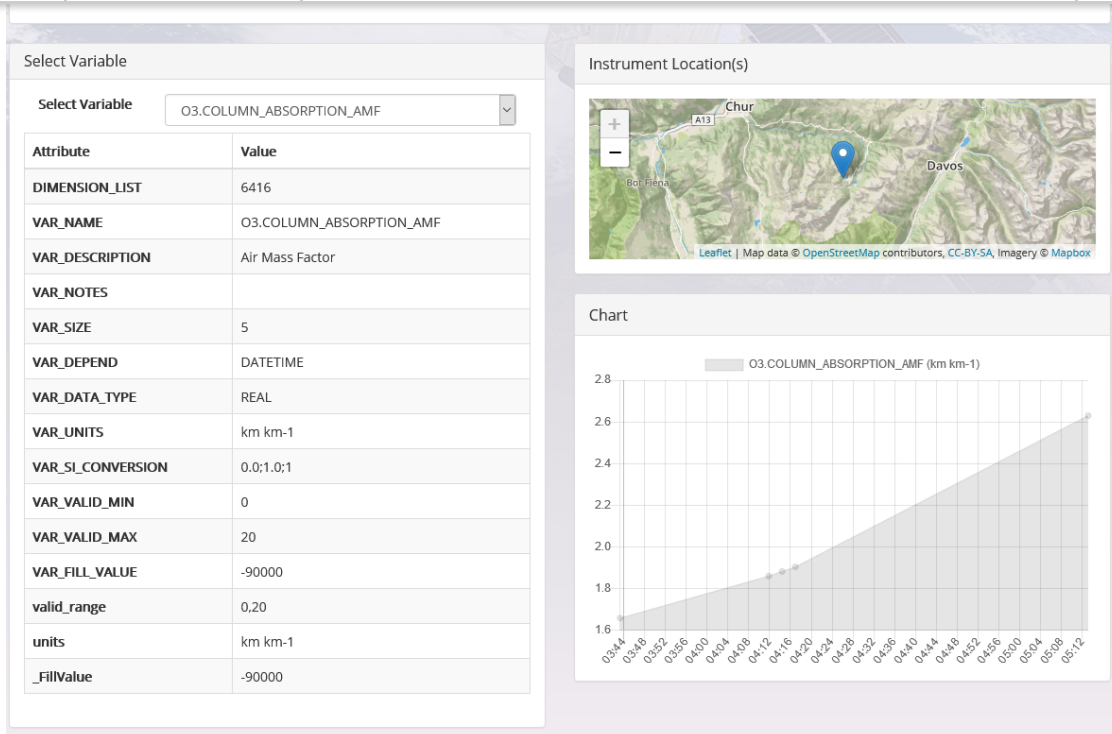 Select Variable
Select Variable O3.COLUMN_ABSORPTION_AMF
Attribute Value
DIMENSION_LIST 6416
VAR_NAME O3.COLUMN_ABSORPTION_AMF
VAR_DESCRIPTION Air Mass Factor
VAR_NOTES
VAR_SIZE 5
VAR_DEPEND DATETIME
VAR_DATA_TYPE REAL
VAR_UNITS km km-1
VAR_SI_CONVERSION 0.0;1.0;1
VAR_VALID_MIN 0
VAR_VALID_MAX 20
VAR_FILL_VALUE -90000
valid_range 0,20
units km km-1
_FillValue -90000
Instrument Location(s)
+
−
Chur
A13
Davos
Bot Fiena
Leaflet | Map data © OpenStreetMap contributors, CC-BY-SA, Imagery © Mapbox
Chart
O3.COLUMN_ABSORPTION_AMF (km km-1)
2.8
2.6
2.4
2.2
2.0
1.8
1.6
03:44 03:48 03:52 03:56 04:00 04:04 04:08 04:12 04:16 04:20 04:24 04:28 04:32 04:36 04:40 04:44 04:48 04:52 04:56 05:00 05:04 05:08 05:12